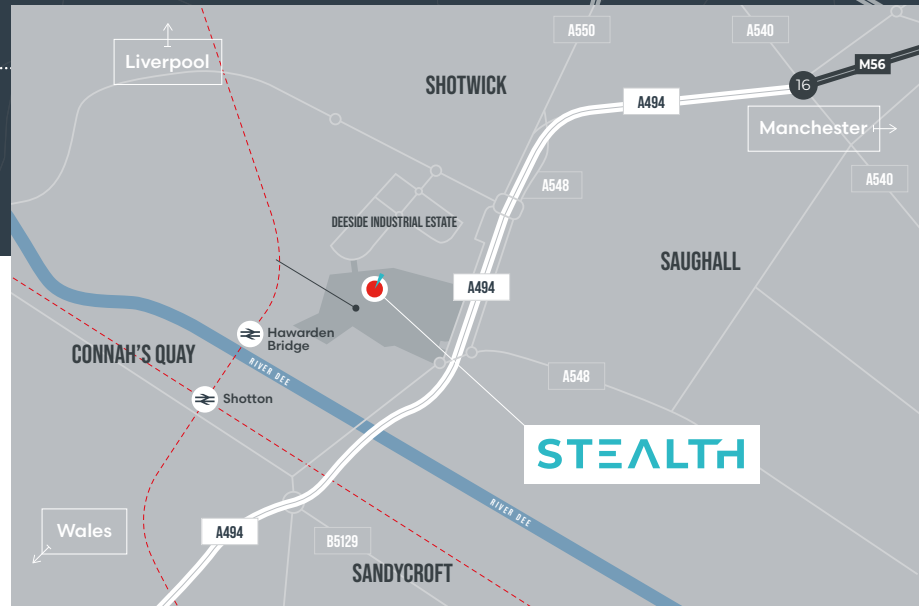 A550
A540
Liverpool
M56
SHOTWICK
16
A494
Manchester
A548
A540
DEESIDE INDUSTRIAL ESTATE
SAUGHALL
A494
Hawarden
Bridge
CONNAH'S QUAY
RIVER DEE
A548
Shotton
STEALTH
RIVER DEE
Wales
A494
B5129
SANDYCROFT